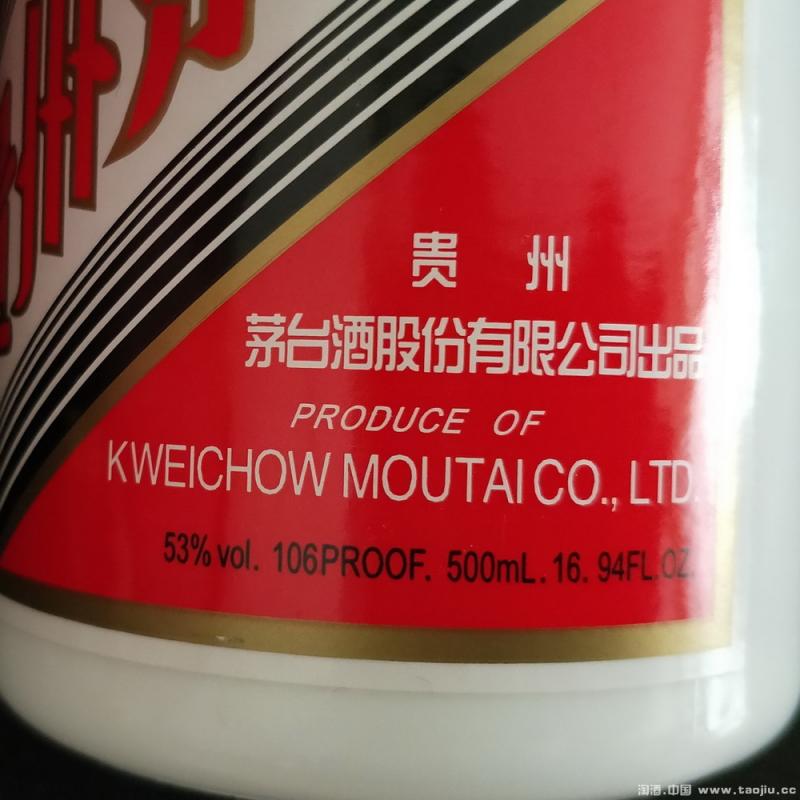 州
贵 州
茅台酒股份有限公司出品
PRODUCE OF
KWEICHOW MOUTAI CO., LTD.
53% vol. 106PROOF. 500mL. 16. 94FL.OZ.
淘酒.中国 www.taojiu.cc